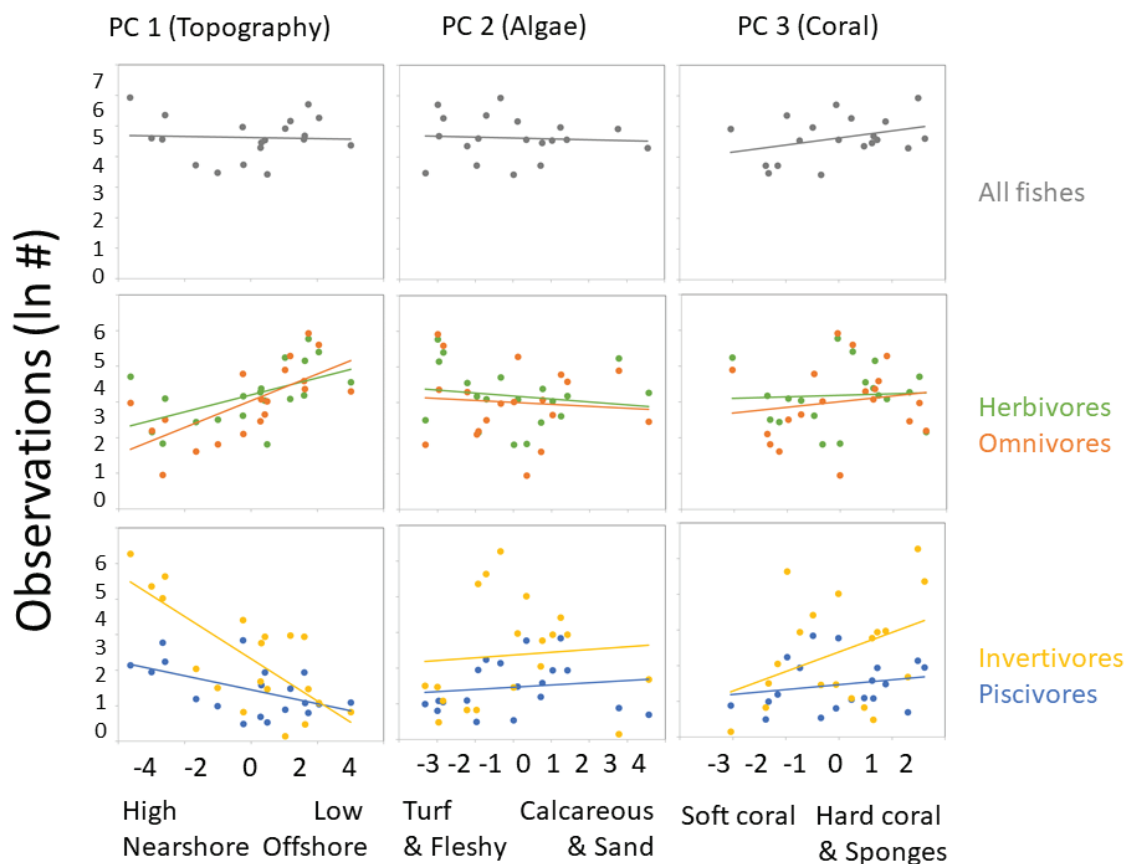 PC 1 (Topography) PC 2 (Algae) PC 3 (Coral)
Observations (ln #)
7
6
5
4
3
2
1
0
All fishes
6
5
4
3
2
1
0
Herbivores
Omnivores
6
5
4
3
2
1
0
Invertivores
Piscivores
-4 -2 0 2 4 -3 -2 -1 0 1 2 3 4 -3 -1 0 1 2
High Low Turf Calcareous Soft coral Hard coral
Nearshore Offshore & Fleshy & Sand & Sponges